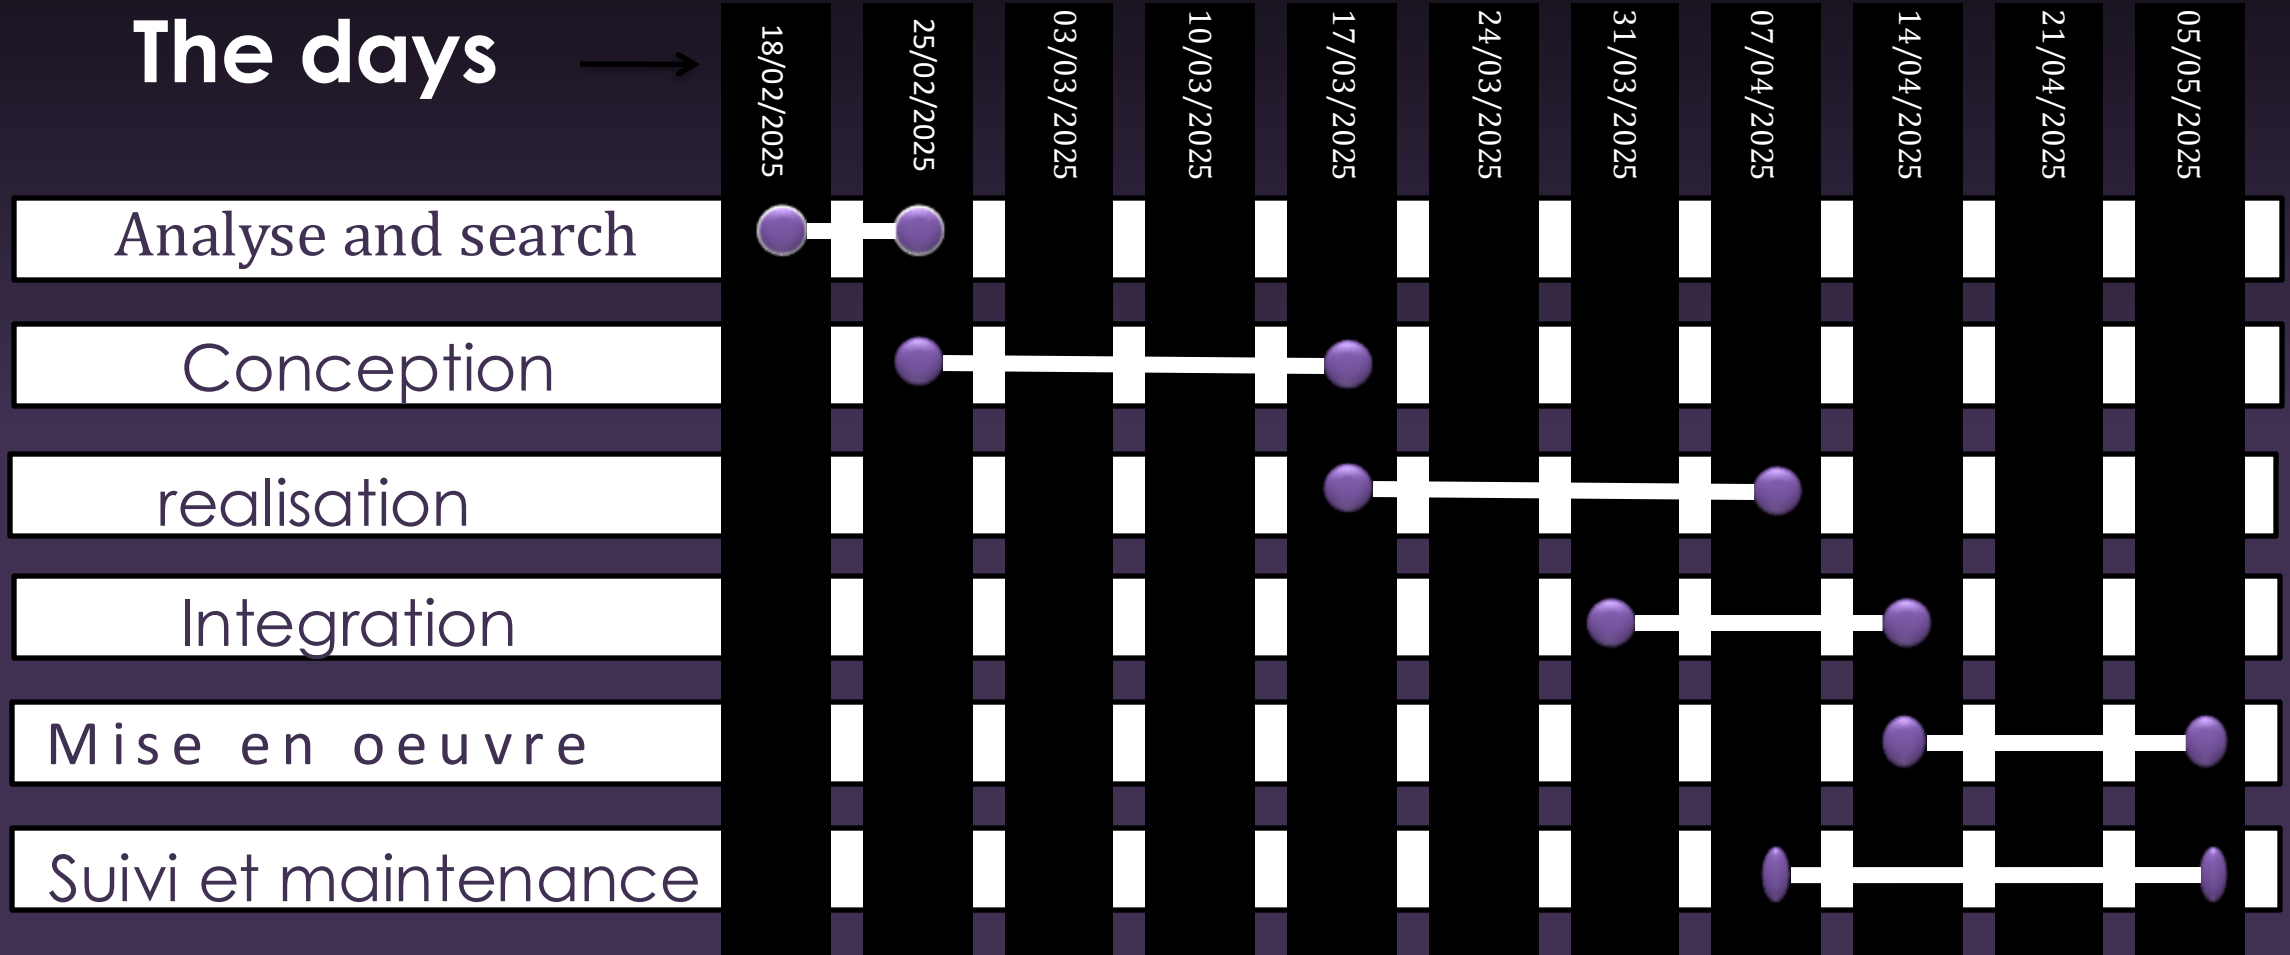 The days
18/02/2025
25/02/2025
03/03/2025
10/03/2025
17/03/2025
24/03/2025
31/03/2025
07/04/2025
14/04/2025
21/04/2025
05/05/2025
Analyse and search
Conception
realisation
Integration
Mise en oeuvre
Suivi et maintenance